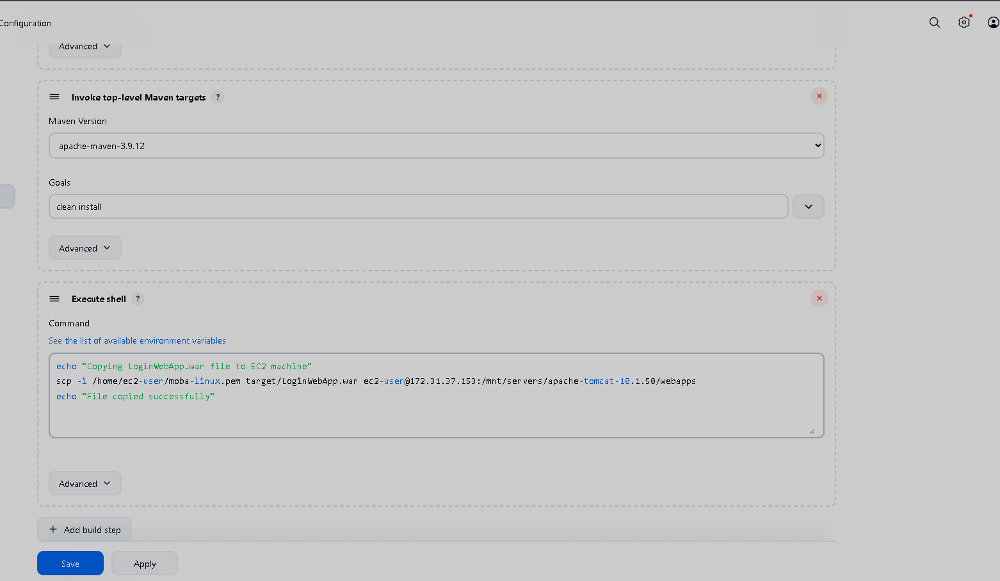 Configuration
Advanced
Invoke top-level Maven targets ?
Maven Version
apache-maven-3.9.12
Goals
clean install
Advanced
Execute shell ?
Command
See the list of available environment variables
echo "Copying LoginWebApp.war file to EC2 machine"
scp -i /home/ec2-user/moba-linux.pem target/LoginWebApp.war ec2-user@172.31.37.153:/mnt/servers/apache-tomcat-10.1.50/webapps
echo "File copied successfully"
Advanced
+ Add build step
Save Apply